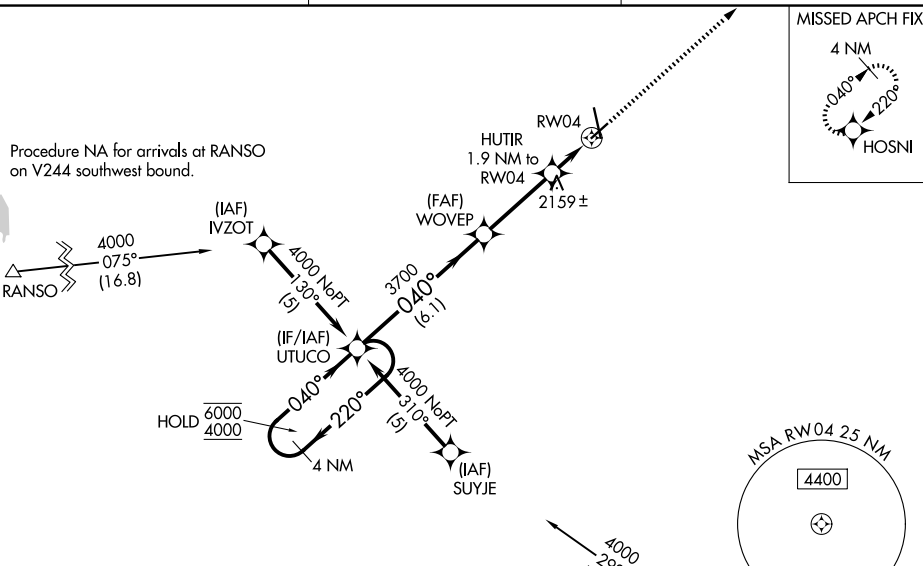 MISSED APCH FIX
4 NM
040°
220°
HOSNI
RW04
HUTIR
1.9 NM to
RW04
2159 ±
Procedure NA for arrivals at RANSO
on V244 southwest bound.
(FAF)
WOVEP
(IAF)
IVZOT
4000
075°
(16.8)
RANSO
4000 NoPT
130°
(5)
3700
040°
(6.1)
(IF/IAF)
UTUCO
040°
220°
4000 NoPT
310°
(5)
HOLD
6000
4000
4 NM
(IAF)
SUYJE
MSA RW04 25 NM
4400
4000